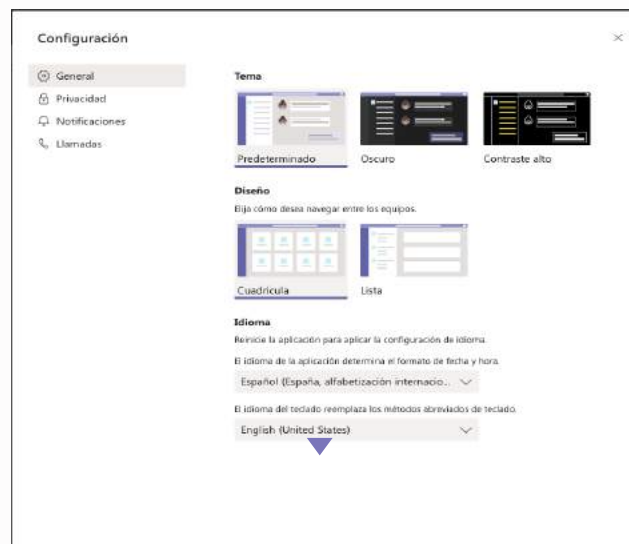 Configuración
General
Privacidad
Notificaciones
Llamadas
Tema
Predeterminado
Oscuro
Contraste alto
Diseño
Elija cómo desea navegar entre los equipos.
Cuadrícula
Lista
Idioma
Reinicie la aplicación para aplicar la configuración de idioma.
El idioma de la aplicación determina el formato de fecha y hora.
Español (España, alfabetización internacio...
El idioma del teclado reemplaza los métodos abreviados de teclado.
English (United States)